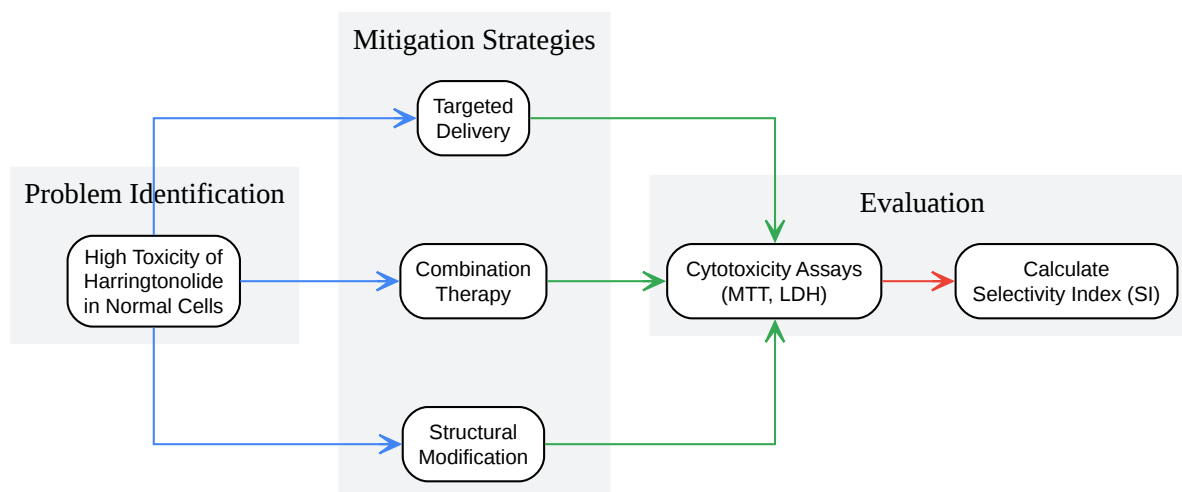 Mitigation Strategies
Targeted
Delivery
Problem Identification
High Toxicity of
Harringtonolide
in Normal Cells
Combination
Therapy
Structural
Modification
Evaluation
Cytotoxicity Assays
(MTT, LDH)
Calculate
Selectivity Index (SI)